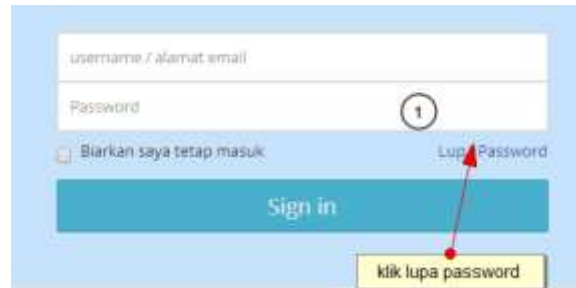 username / alamat email
Password
1
Biarkan saya tetap masuk
Lupa Password
Sign in
klik lupa password